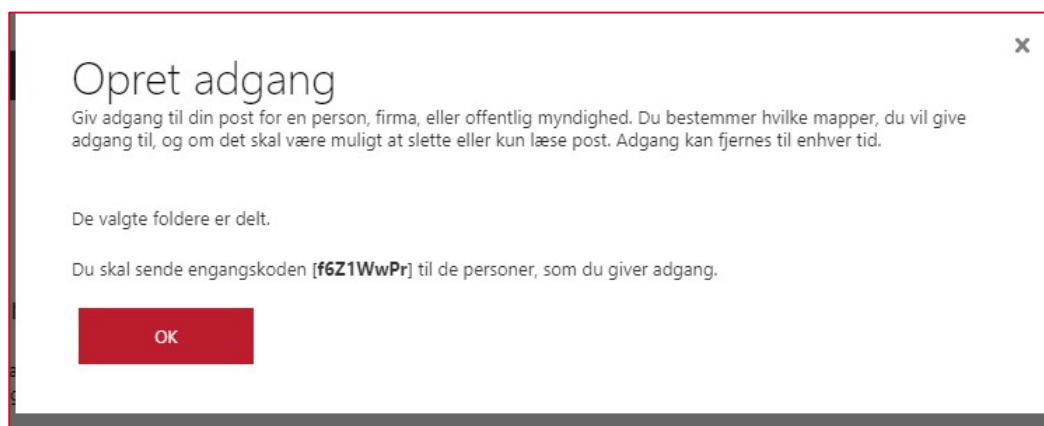 Opret adgang
Giv adgang til din post for en person, firma, eller offentlig myndighed. Du bestemmer hvilke mapper, du vil give
adgang til, og om det skal være muligt at slette eller kun læse post. Adgang kan fjernes til enhver tid.
De valgte foldere er delt.
Du skal sende engangskoden [f6Z1WwPr] til de personer, som du giver adgang.
OK